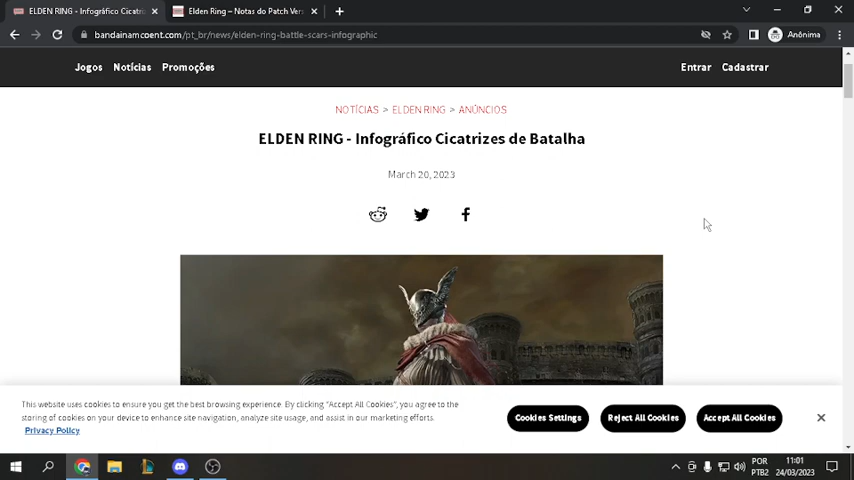 ELDEN RING - Infográfico Cicatri
Elden Ring – Notas do Patch Ver
bandainamcoent.com/pt_br/news/elden-ring-battle-scars-infographic
Anônima
Jogos Notícias Promoções Entrar Cadastrar
NOTÍCIAS > ELDEN RING > ANÚNCIOS
ELDEN RING - Infográfico Cicatrizes de Batalha
March 20, 2023
This website uses cookies to ensure you get the best browsing experience. By clicking “Accept All Cookies”, you agree to the
storing of cookies on your device to enhance site navigation, analyze site usage, and assist in our marketing efforts.
Privacy Policy
Cookies Settings
Reject All Cookies
Accept All Cookies
POR
PTB2
11:01
24/03/2023